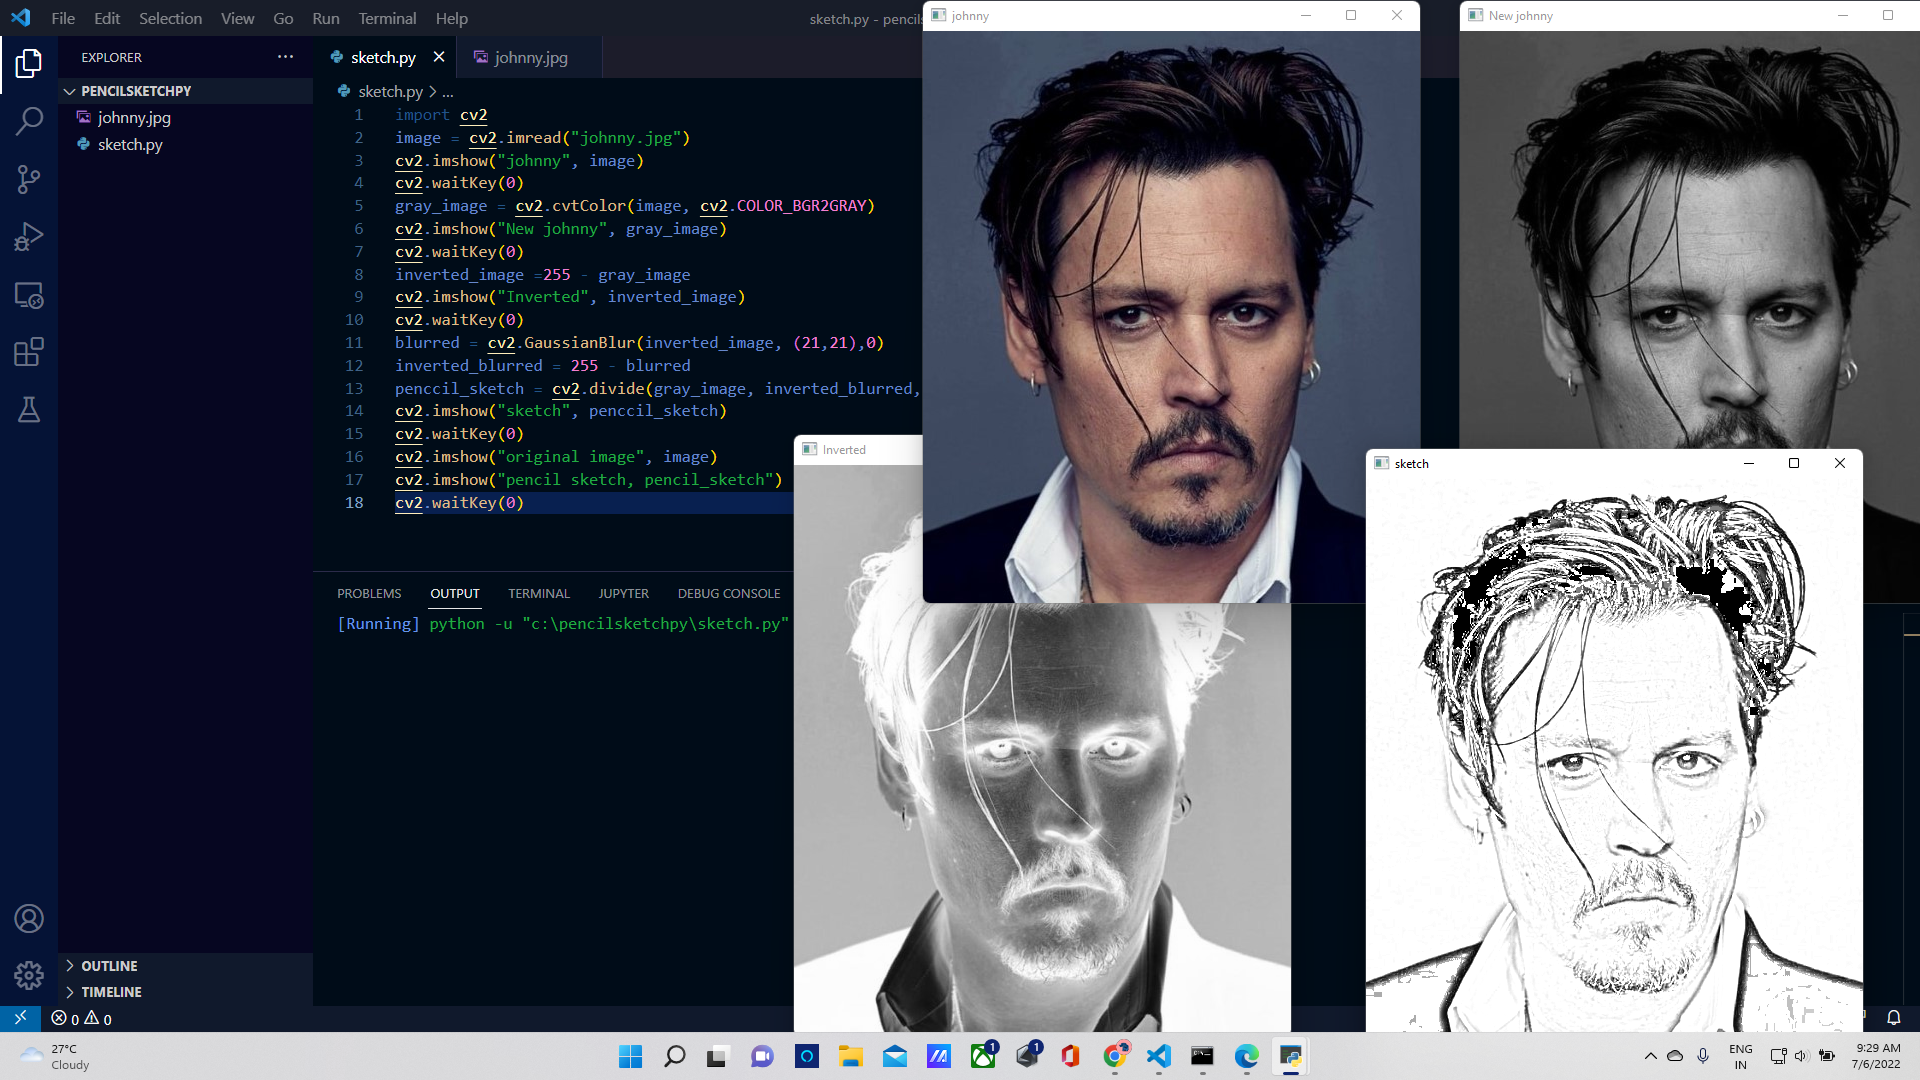 File Edit Selection View Go Run Terminal Help
sketch.py - pencils
EXPLORER
PENCILSKETCHPY
johnny.jpg
sketch.py
OUTLINE
TIMELINE
sketch.py
johnny.jpg
sketch.py > ...
1 import cv2
2 image = cv2.imread("johnny.jpg")
3 cv2.imshow("johnny", image)
4 cv2.waitKey(0)
5 gray_image = cv2.cvtColor(image, cv2.COLOR_BGR2GRAY)
6 cv2.imshow("New johnny", gray_image)
7 cv2.waitKey(0)
8 inverted_image =255 - gray_image
9 cv2.imshow("Inverted", inverted_image)
10 cv2.waitKey(0)
11 blurred = cv2.GaussianBlur(inverted_image, (21,21),0)
12 inverted_blurred = 255 - blurred
13 penccil_sketch = cv2.divide(gray_image, inverted_blurred,
14 cv2.imshow("sketch", penccil_sketch)
15 cv2.waitKey(0)
16 cv2.imshow("original image", image)
17 cv2.imshow("pencil sketch, pencil_sketch")
18 cv2.waitKey(0)
PROBLEMS OUTPUT TERMINAL JUPYTER DEBUG CONSOLE
[Running] python -u "c:\pencilsketchpy\sketch.py"
johnny
New johnny
Inverted
sketch
0 0
27°C
Cloudy
1
1
ENG
IN
9:29 AM
7/6/2022